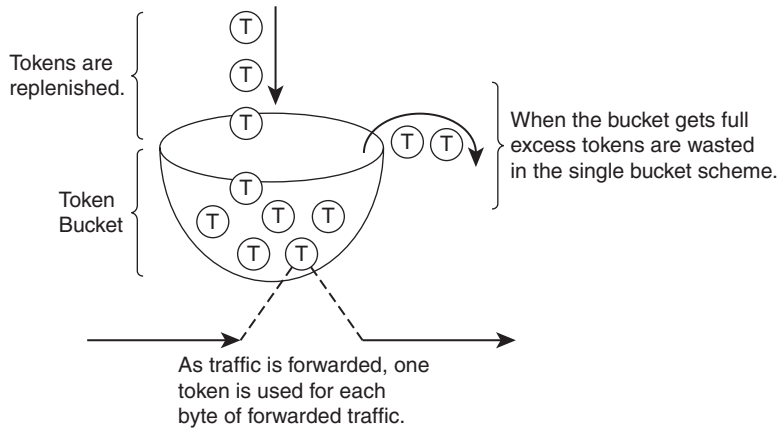 T
T
T
Tokens are
replenished.
T T
When the bucket gets full
excess tokens are wasted
in the single bucket scheme.
Token
Bucket
T
T T T
T T
As traffic is forwarded, one
token is used for each
byte of forwarded traffic.